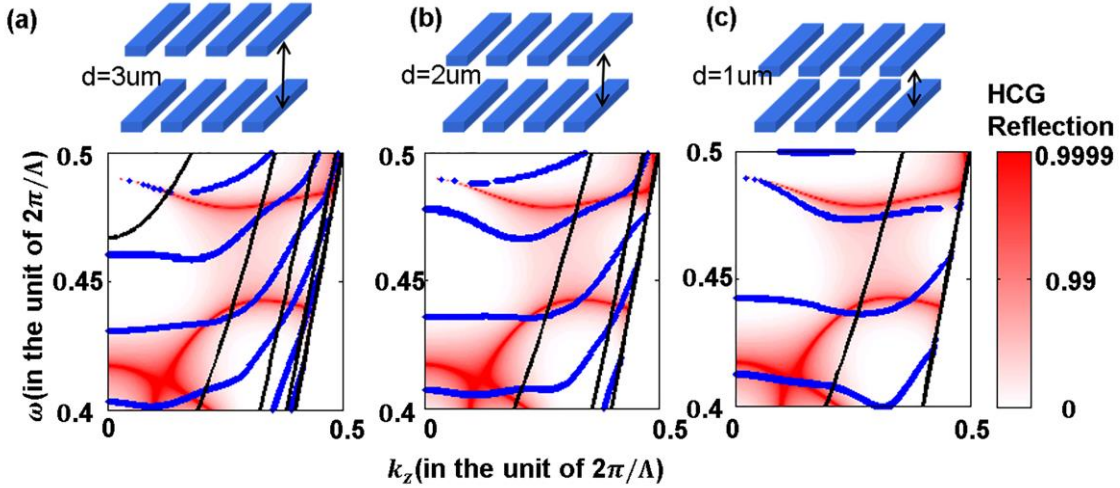 (a) (b) (c)
d=3um d=2um d=1um
HCG
Reflection
0.5 0.5 0.5 0.9999
ω(in the unit of 2π/Λ)
0.45 0.45 0.45 0.99
0.4 0.4 0.4 0
0 0.5 0 0.5 0 0.5
k_z(in the unit of 2π/Λ)